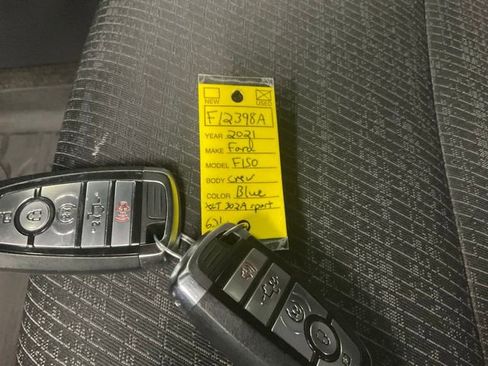 NEW USED
F12398A
YEAR 2021
MAKE Ford
MODEL F150
BODY Crew
COLOR Blue
XLT 302A sport